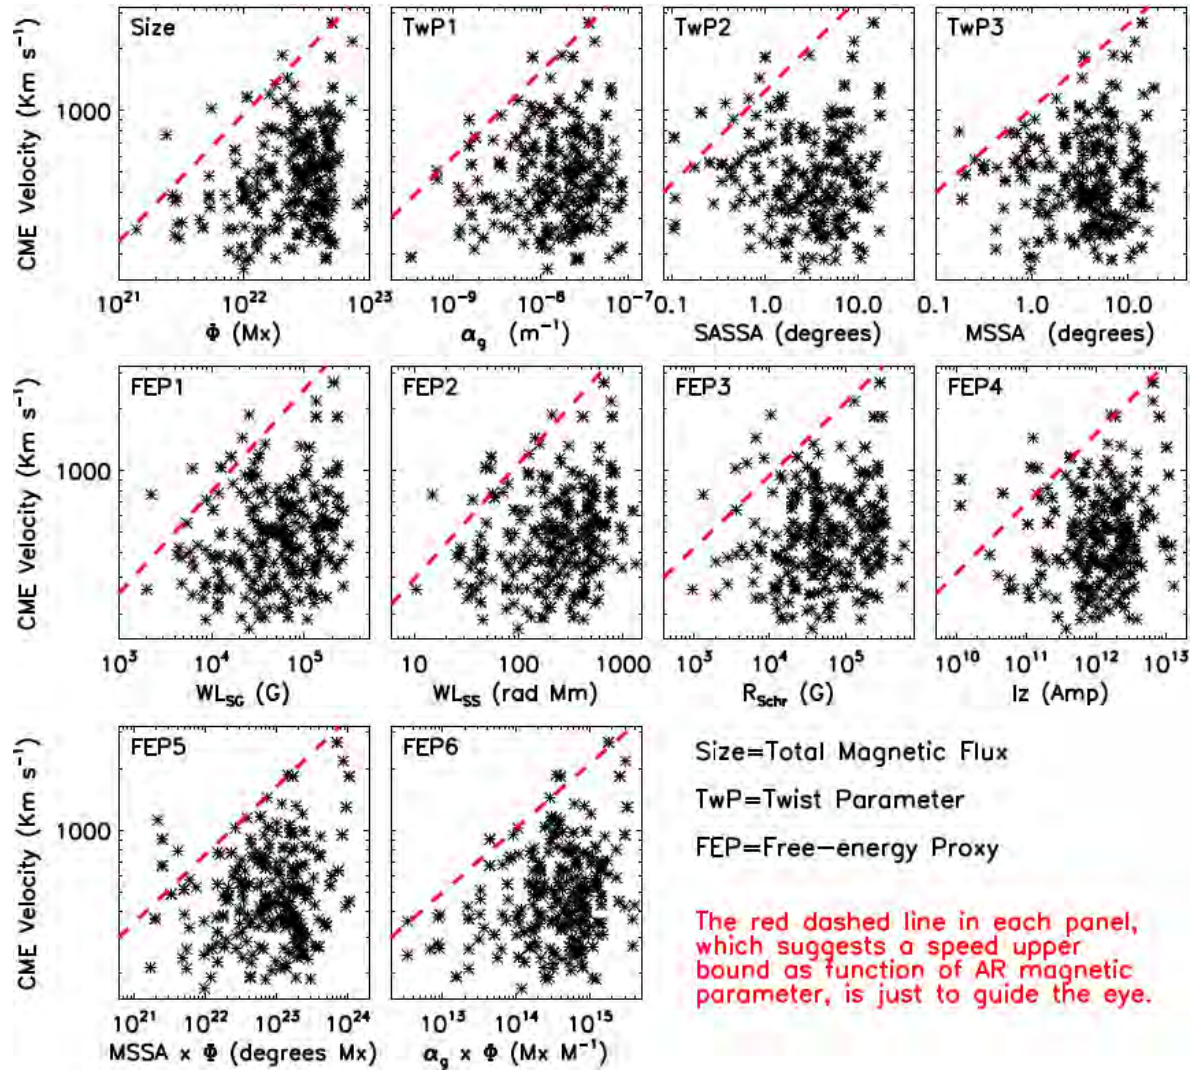 Size
TwP1
TwP2
TwP3
CME Velocity (Km s⁻¹)
1000
10²¹ 10²² 10²³
Φ (Mx)
10⁻⁹ 10⁻⁸ 10⁻⁷
α_g (m⁻¹)
0.1 1.0 10.0
SASSA (degrees)
0.1 1.0 10.0
MSSA (degrees)
FEP1
FEP2
FEP3
FEP4
CME Velocity (Km s⁻¹)
1000
10³ 10⁴ 10⁵
WL_SG (G)
10 100 1000
WL_SS (rad Mm)
10³ 10⁴ 10⁵
R_Schr (G)
10¹⁰ 10¹¹ 10¹² 10¹³
Iz (Amp)
FEP5
FEP6
CME Velocity (Km s⁻¹)
1000
10²¹ 10²² 10²³ 10²⁴
MSSA x Φ (degrees Mx)
10¹³ 10¹⁴ 10¹⁵
α_g x Φ (Mx M⁻¹)
Size=Total Magnetic Flux
TwP=Twist Parameter
FEP=Free-energy Proxy
The red dashed line in each panel,
which suggests a speed upper
bound as function of AR magnetic
parameter, is just to guide the eye.